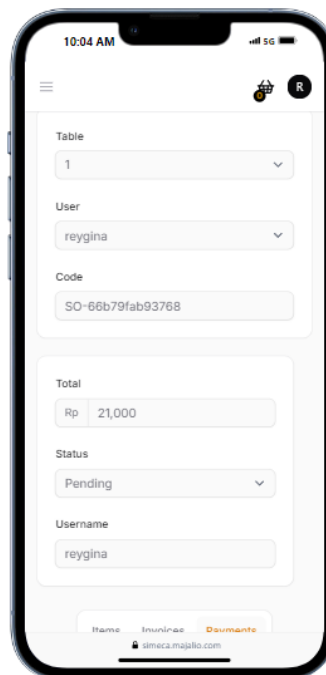 10:04 AM 5G
0 R
Table
1
User
reygina
Code
SO-66b79fab93768
Total
Rp 21,000
Status
Pending
Username
reygina
Items Invoices Payments
simeca.majalio.com